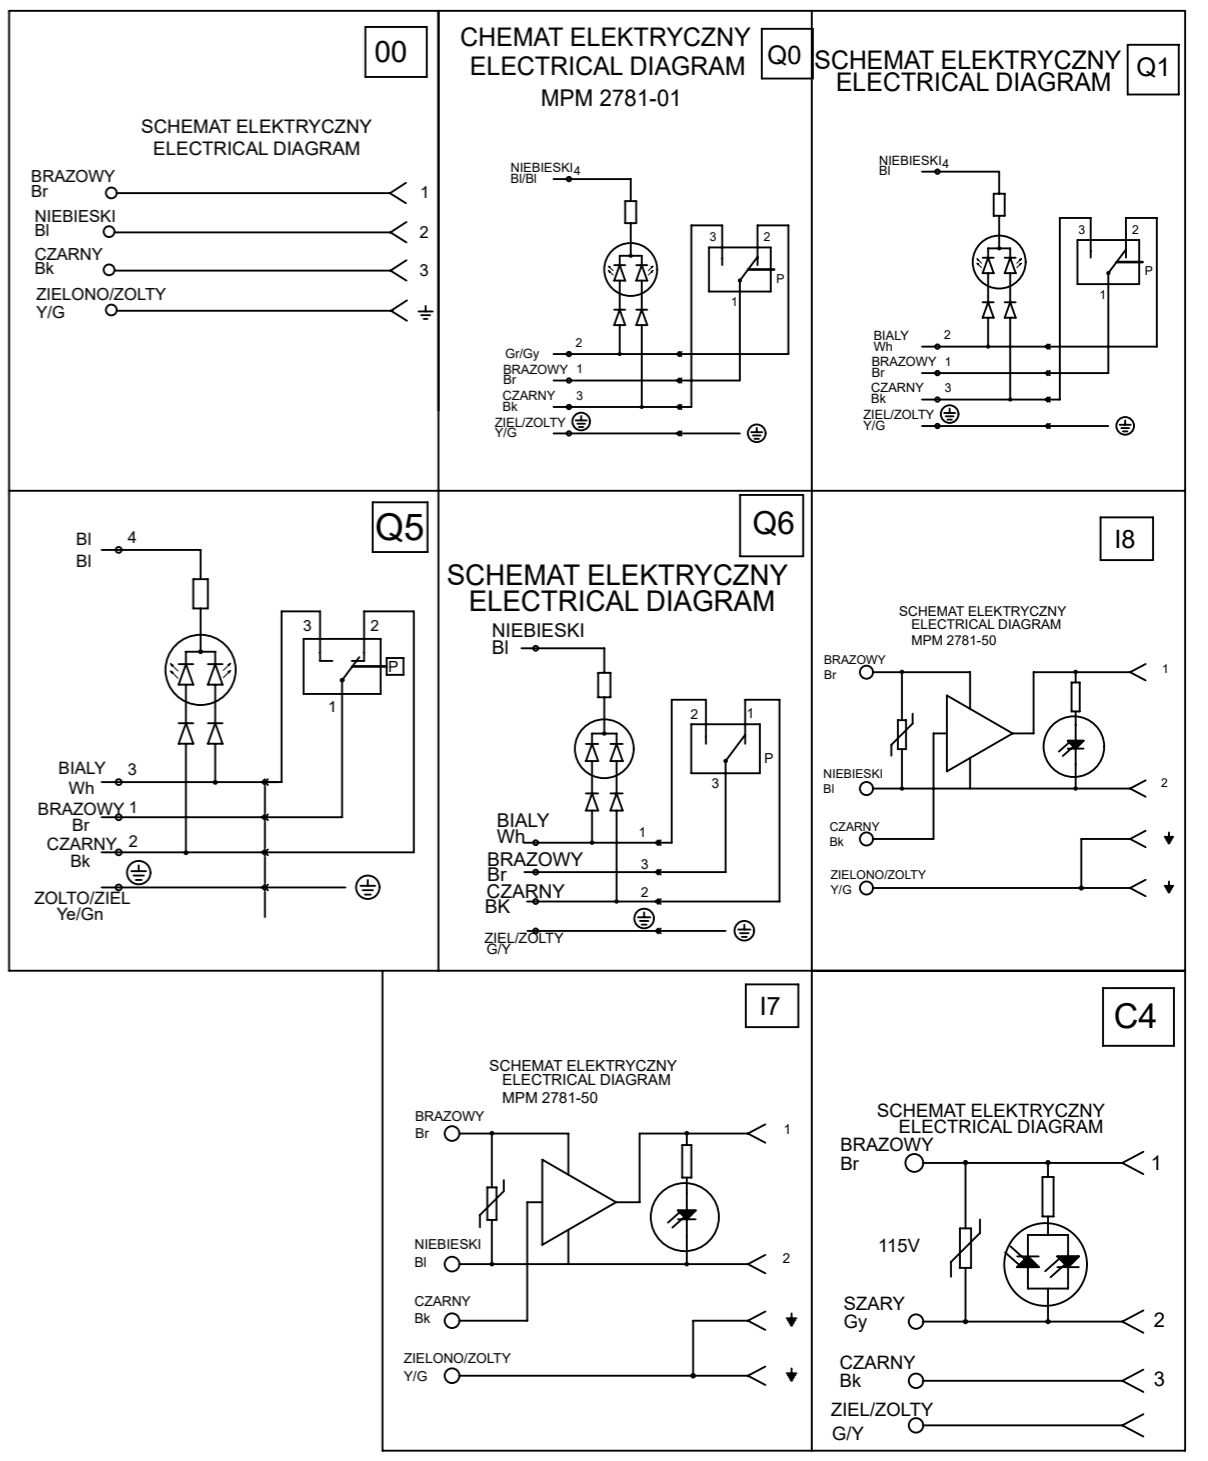 00
SCHEMAT ELEKTRYCZNY
ELECTRICAL DIAGRAM
BRAZOWY
Br
1
NIEBIESKI
Bl
2
CZARNY
Bk
3
ZIELONO/ZOLTY
Y/G
CHEMAT ELEKTRYCZNY
ELECTRICAL DIAGRAM
MPM 2781-01
Q0
NIEBIESKI 4
Bl/Bl
3 2
P
1
2
Gr/Gy
BRAZOWY 1
Br
CZARNY 3
Bk
ZIEL/ZOLTY
Y/G
SCHEMAT ELEKTRYCZNY
ELECTRICAL DIAGRAM
Q1
NIEBIESKI 4
Bl
3 2
P
1
BIALY 2
Wh
BRAZOWY 1
Br
CZARNY 3
Bk
ZIEL/ZOLTY
Y/G
Q5
Bl 4
Bl
3 2
P
1
BIALY 3
Wh
BRAZOWY 1
Br
CZARNY 2
Bk
ZOLTO/ZIEL
Ye/Gn
Q6
SCHEMAT ELEKTRYCZNY
ELECTRICAL DIAGRAM
NIEBIESKI
Bl
2 1
P
3
BIALY
Wh 1
BRAZOWY
Br 3
CZARNY
BK 2
ZIEL/ZOLTY
G/Y
I8
SCHEMAT ELEKTRYCZNY
ELECTRICAL DIAGRAM
MPM 2781-50
BRAZOWY
Br
1
NIEBIESKI
Bl
2
CZARNY
Bk
ZIELONO/ZOLTY
Y/G
I7
SCHEMAT ELEKTRYCZNY
ELECTRICAL DIAGRAM
MPM 2781-50
BRAZOWY
Br
1
NIEBIESKI
Bl
2
CZARNY
Bk
ZIELONO/ZOLTY
Y/G
C4
SCHEMAT ELEKTRYCZNY
ELECTRICAL DIAGRAM
BRAZOWY
Br
1
115V
SZARY
Gy
2
CZARNY
Bk
3
ZIEL/ZOLTY
G/Y